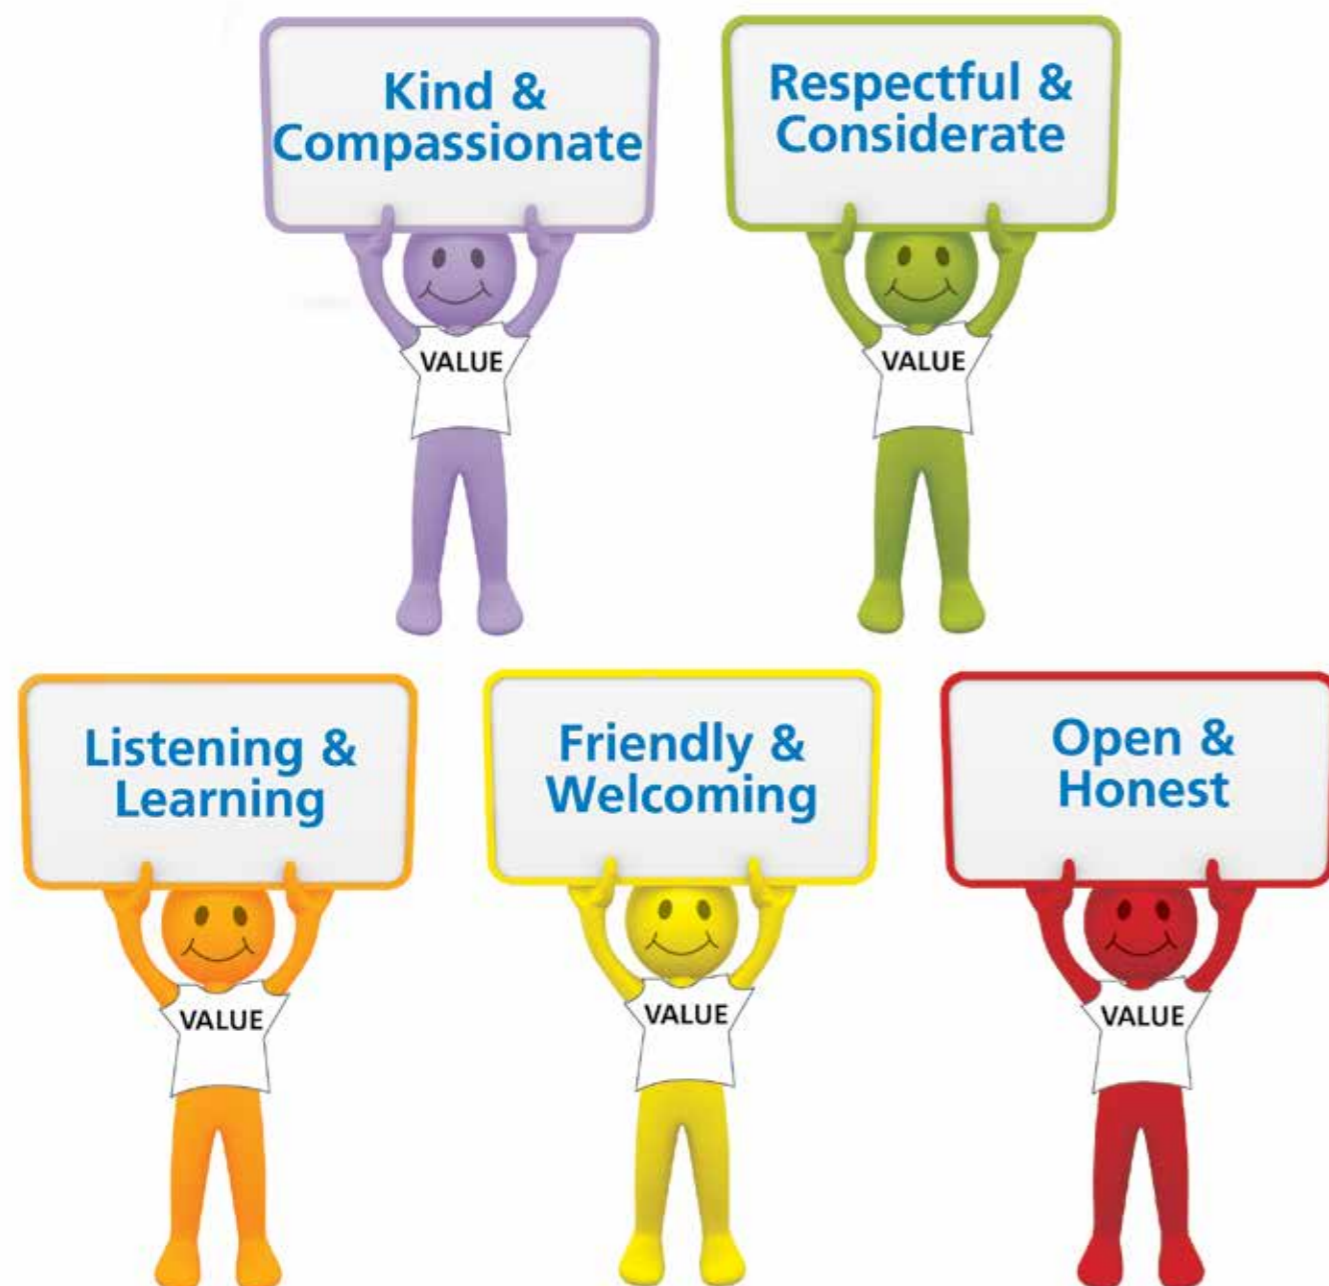 Kind &
Compassionate
VALUE
Respectful &
Considerate
VALUE
Listening &
Learning
VALUE
Friendly &
Welcoming
VALUE
Open &
Honest
VALUE